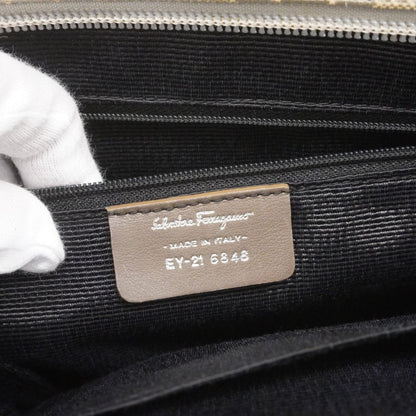 Salvatore Ferragamo
- MADE IN ITALY -
EY-21 6848